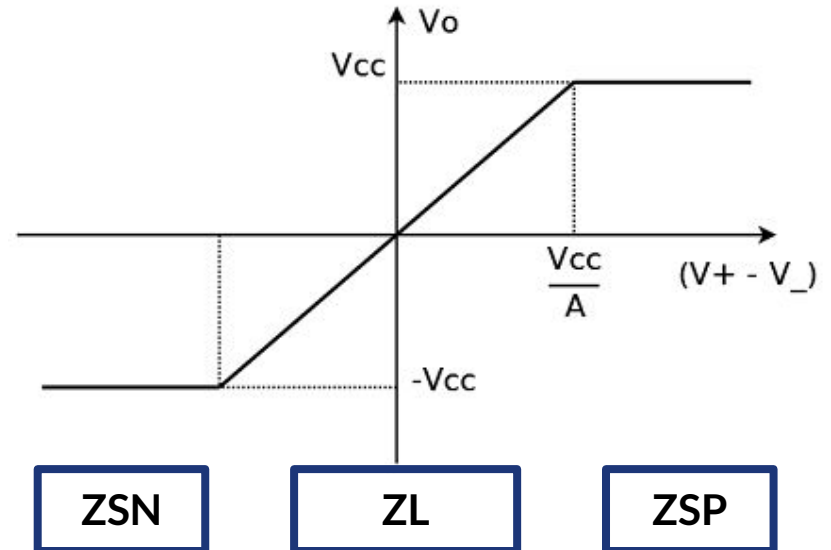 Vo
Vcc
Vcc
A
(V+ - V_)
-Vcc
ZSN
ZL
ZSP